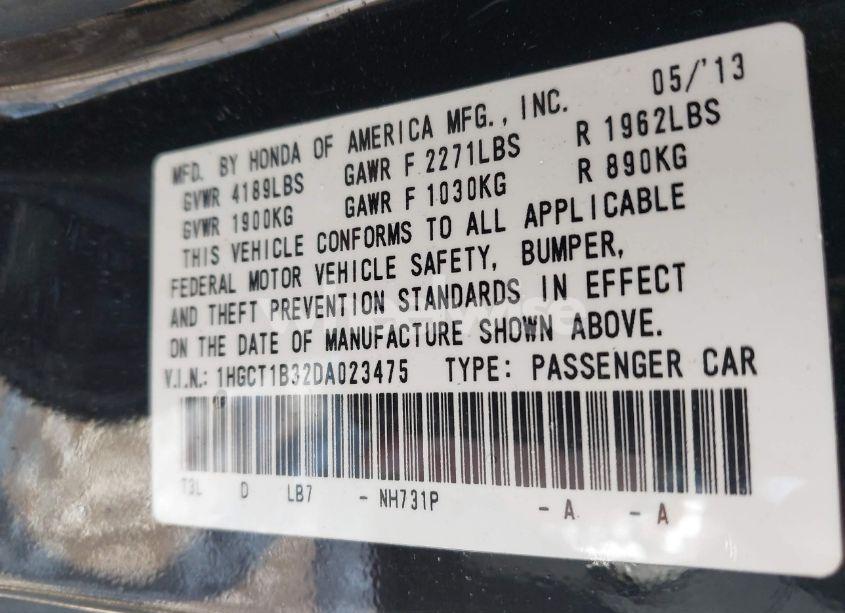 05/'13
MFD. BY HONDA OF AMERICA MFG., INC.
GVWR 4189LBS GAWR F 2271LBS R 1962LBS
GVWR 1900KG GAWR F 1030KG R 890KG
THIS VEHICLE CONFORMS TO ALL APPLICABLE
FEDERAL MOTOR VEHICLE SAFETY, BUMPER,
AND THEFT PREVENTION STANDARDS IN EFFECT
ON THE DATE OF MANUFACTURE SHOWN ABOVE.
V.I.N.: 1HGCT1B32DA023475 TYPE: PASSENGER CAR
T3L D LB7 - NH731P - A - A